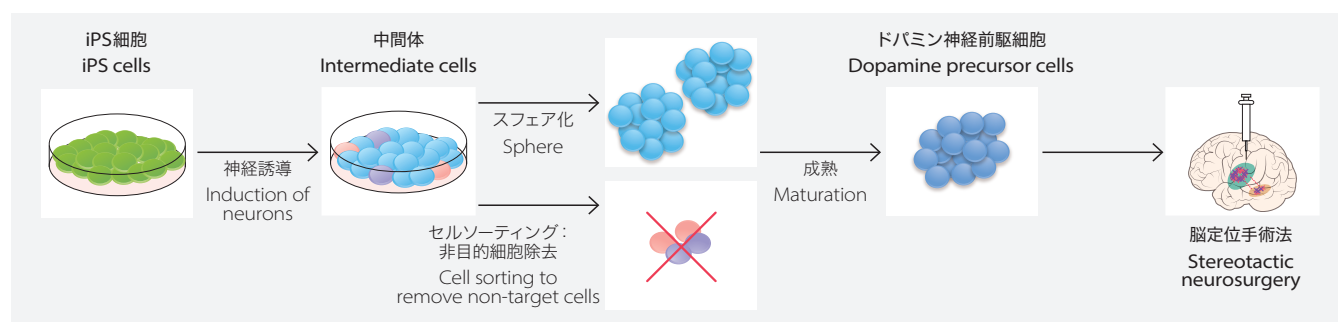 iPS細胞
iPS cells
神経誘導
Induction of
neurons
中間体
Intermediate cells
スフェア化
Sphere
セルソーティング：
非目的細胞除去
Cell sorting to
remove non-target cells
成熟
Maturation
ドパミン神経前駆細胞
Dopamine precursor cells
脳定位手術法
Stereotactic
neurosurgery